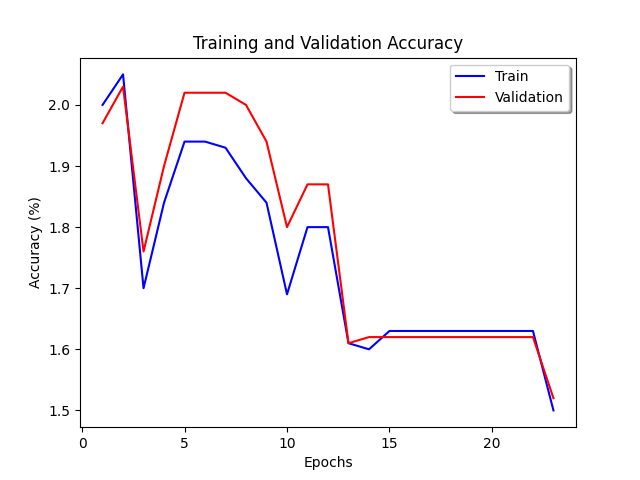 Training and Validation Accuracy
Train
Validation
Accuracy (%)
2.0
1.9
1.8
1.7
1.6
1.5
0
5
10
15
20
Epochs